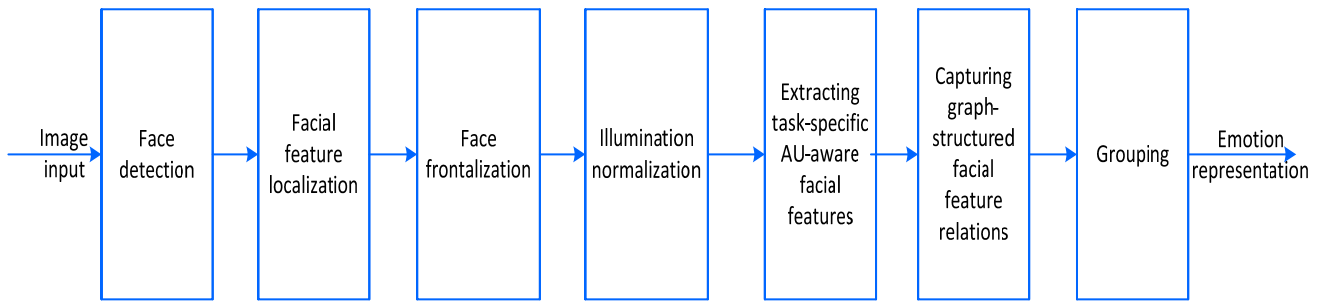 Image
input
Face
detection
Facial
feature
localization
Face
frontalization
Illumination
normalization
Extracting
task-specific
AU-aware
facial
features
Capturing
graph-
structured
facial
feature
relations
Grouping
Emotion
representation